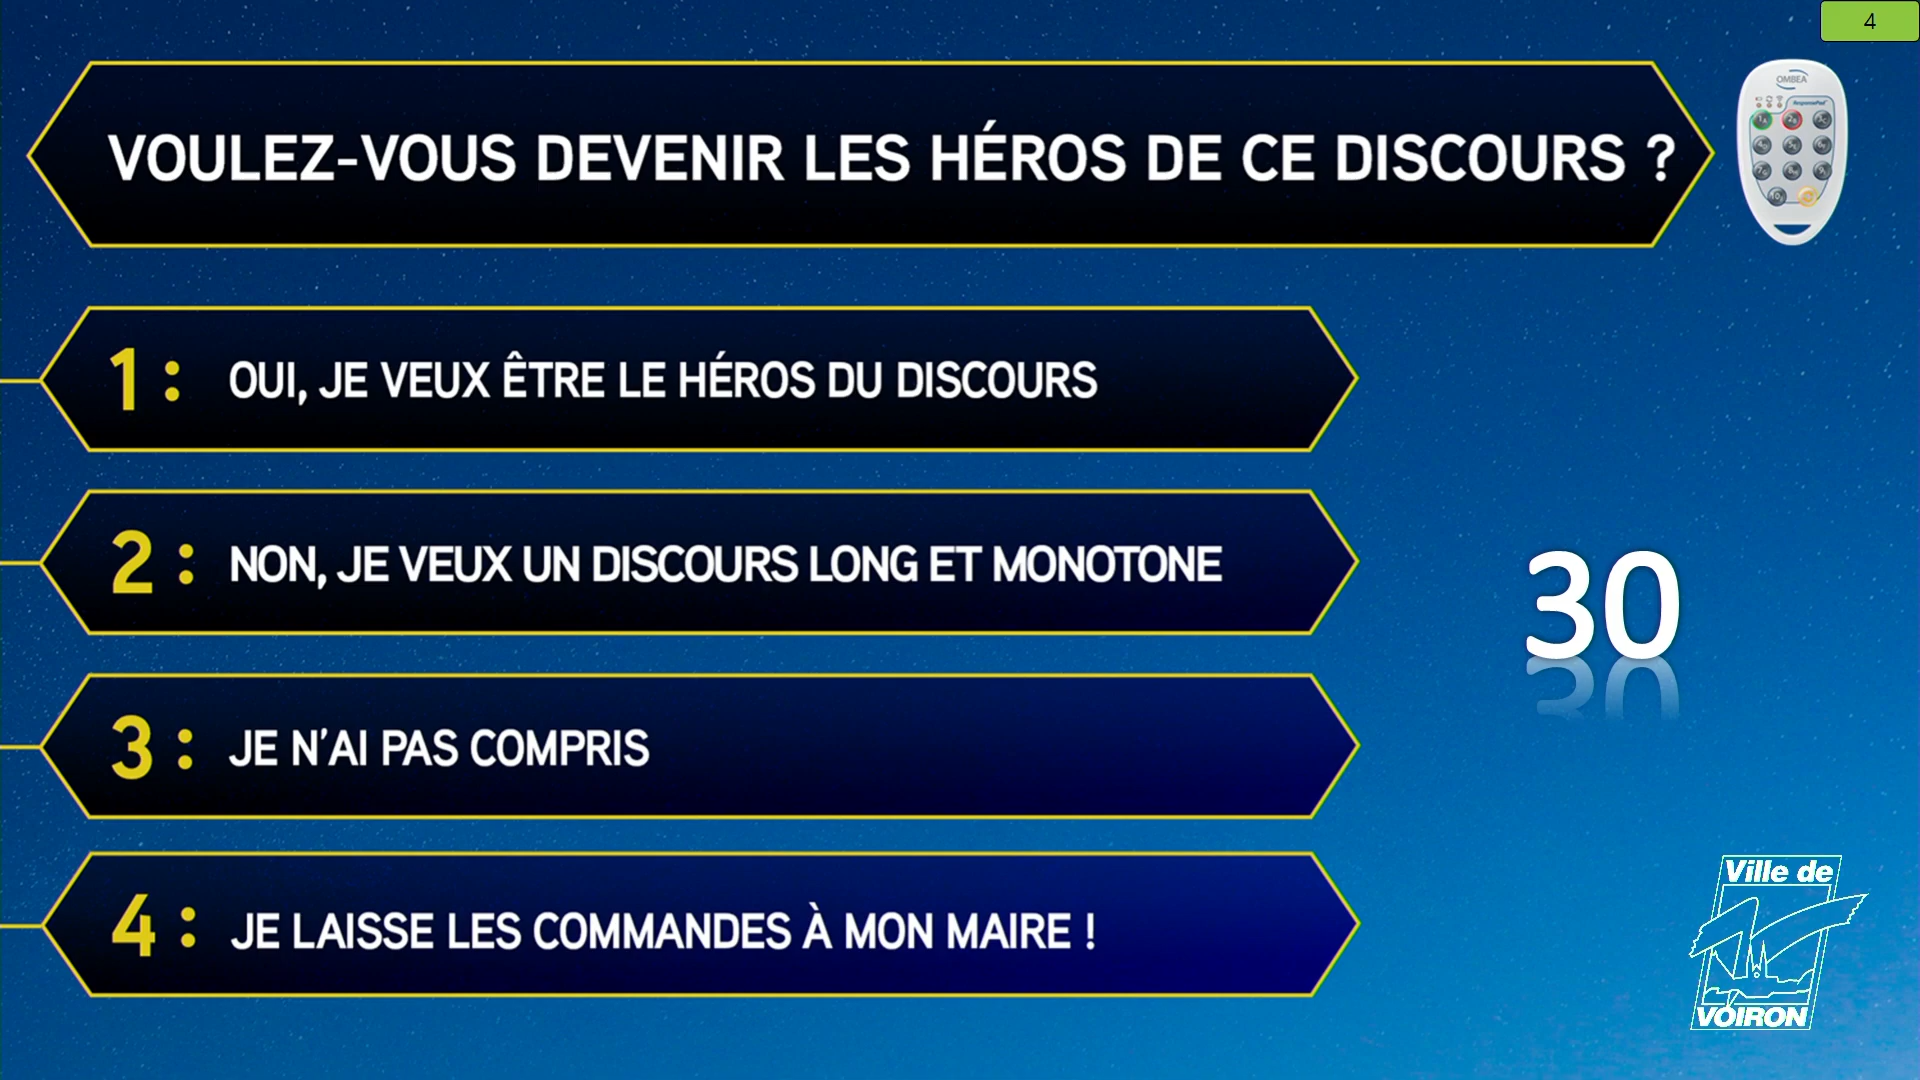 4
OMBEA
ResponsePad
VOULEZ-VOUS DEVENIR LES HÉROS DE CE DISCOURS ?
1 : OUI, JE VEUX ÊTRE LE HÉROS DU DISCOURS
2 : NON, JE VEUX UN DISCOURS LONG ET MONOTONE
30
3 : JE N’AI PAS COMPRIS
4 : JE LAISSE LES COMMANDES À MON MAIRE !
Ville de
VOIRON